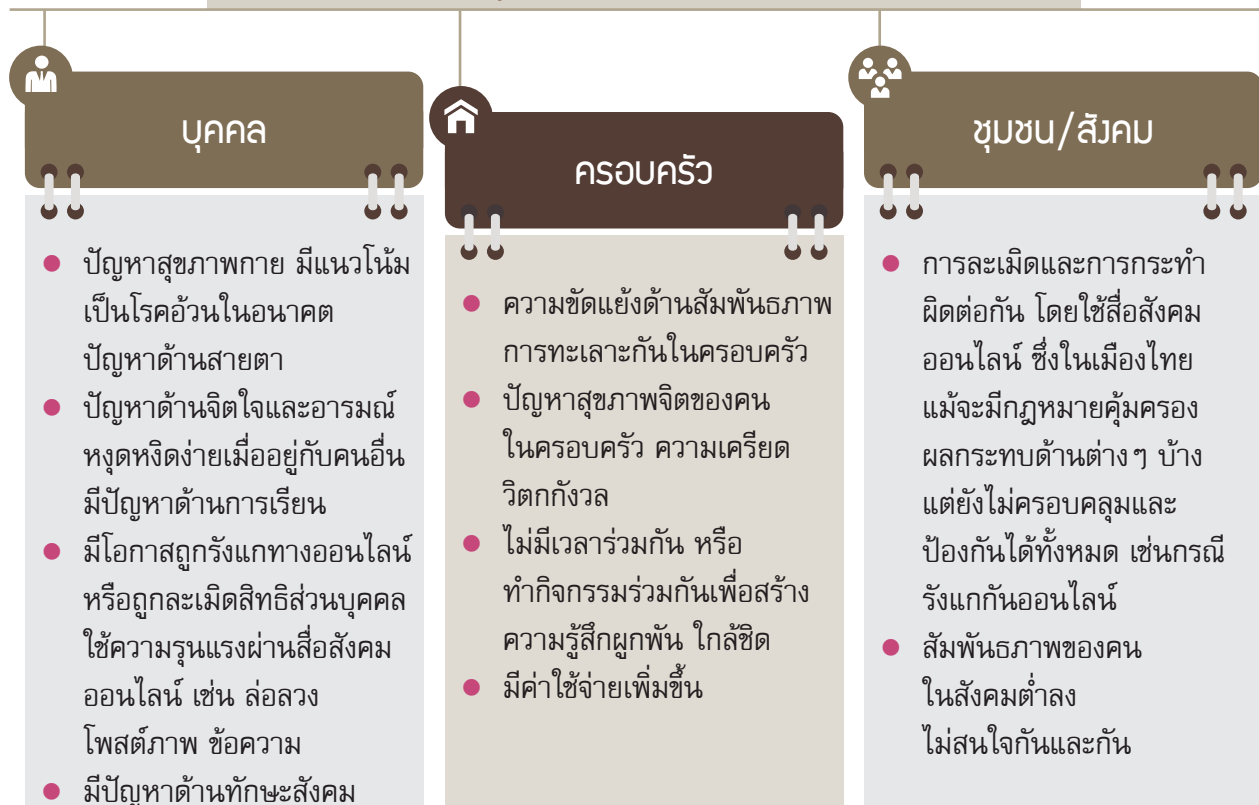 บุคคล
ปัญหาสุขภาพกาย มีแนวโน้ม
เป็นโรคอ้วนในอนาคต
ปัญหาด้านสายตา
ปัญหาด้านจิตใจและอารมณ์
หงุดหงิดง่ายเมื่ออยู่กับคนอื่น
มีปัญหาด้านการเรียน
มีโอกาสถูกรังแกทางออนไลน์
หรือถูกละเมิดสิทธิส่วนบุคคล
ใช้ความรุนแรงผ่านสื่อสังคม
ออนไลน์ เช่น ล่อลวง
โพสต์ภาพ ข้อความ
มีปัญหาด้านทักษะสังคม
ครอบครัว
ความขัดแย้งด้านสัมพันธภาพ
การทะเลาะกันในครอบครัว
ปัญหาสุขภาพจิตของคน
ในครอบครัว ความเครียด
วิตกกังวล
ไม่มีเวลาร่วมกัน หรือ
ทำกิจกรรมร่วมกันเพื่อสร้าง
ความรู้สึกผูกพัน ใกล้ชิด
มีค่าใช้จ่ายเพิ่มขึ้น
ชุมชน/สังคม
การละเมิดและการกระทำ
ผิดต่อกัน โดยใช้สื่อสังคม
ออนไลน์ ซึ่งในเมืองไทย
แม้จะมีกฎหมายคุ้มครอง
ผลกระทบด้านต่างๆ บ้าง
แต่ยังไม่ครอบคลุมและ
ป้องกันได้ทั้งหมด เช่นกรณี
รังแกกันออนไลน์
สัมพันธภาพของคน
ในสังคมต่ำลง
ไม่สนใจกันและกัน